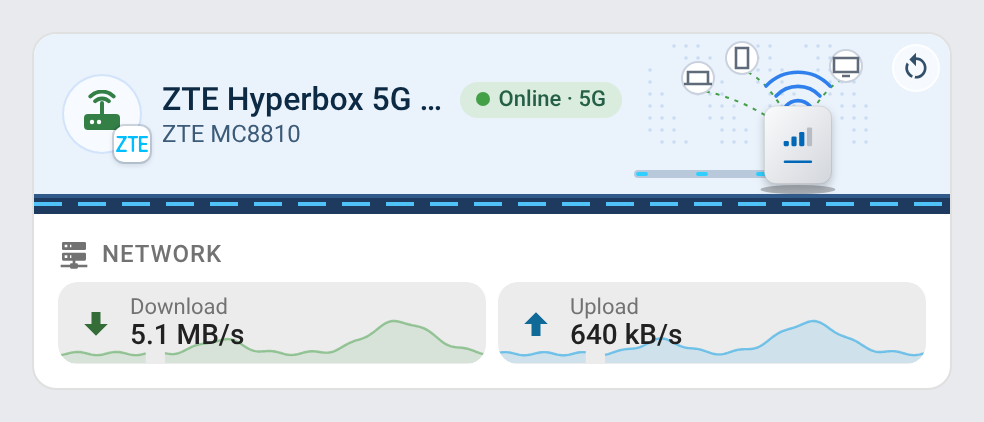 ZTE Hyperbox 5G ...
Online · 5G
ZTE MC8810
ZTE
NETWORK
Download
5.1 MB/s
Upload
640 kB/s